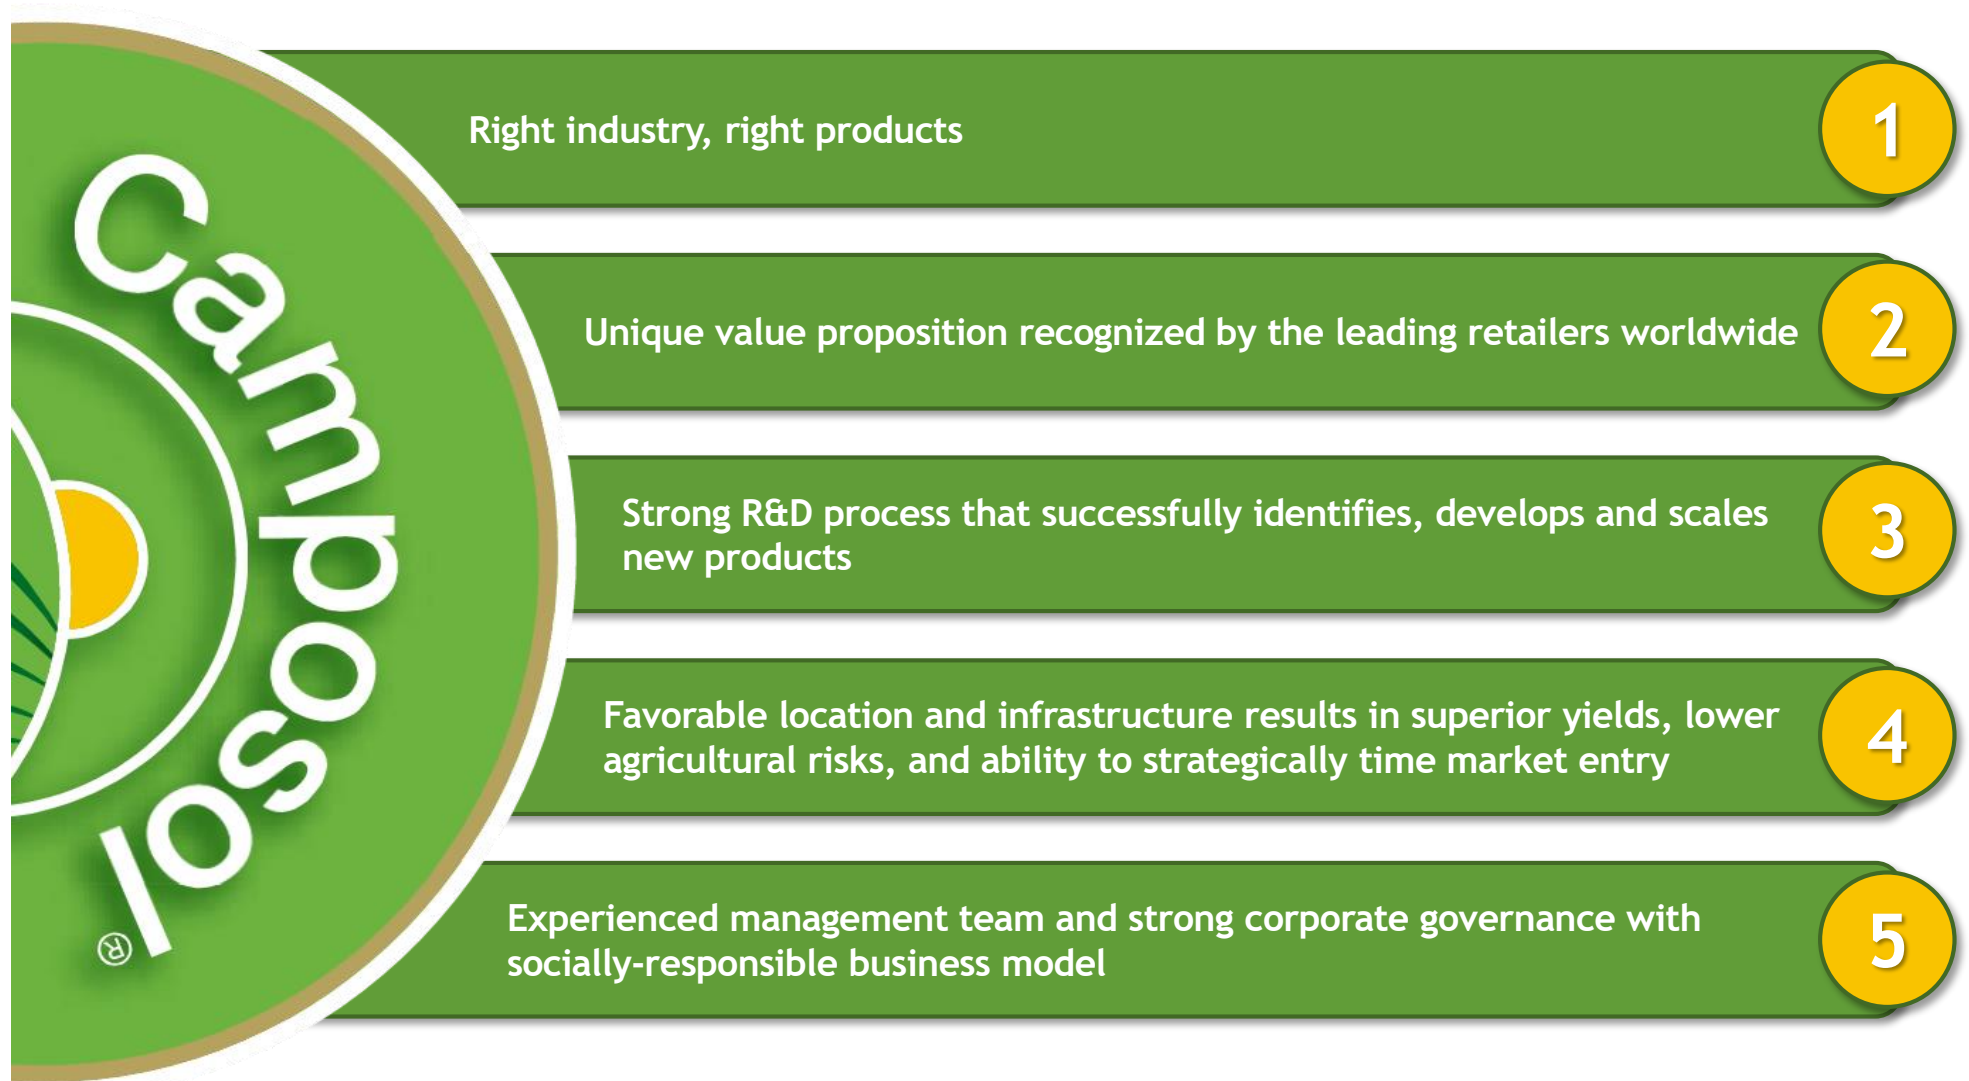 Camposol
®
Right industry, right products
1
Unique value proposition recognized by the leading retailers worldwide
2
Strong R&D process that successfully identifies, develops and scales
new products
3
Favorable location and infrastructure results in superior yields, lower
agricultural risks, and ability to strategically time market entry
4
Experienced management team and strong corporate governance with
socially-responsible business model
5